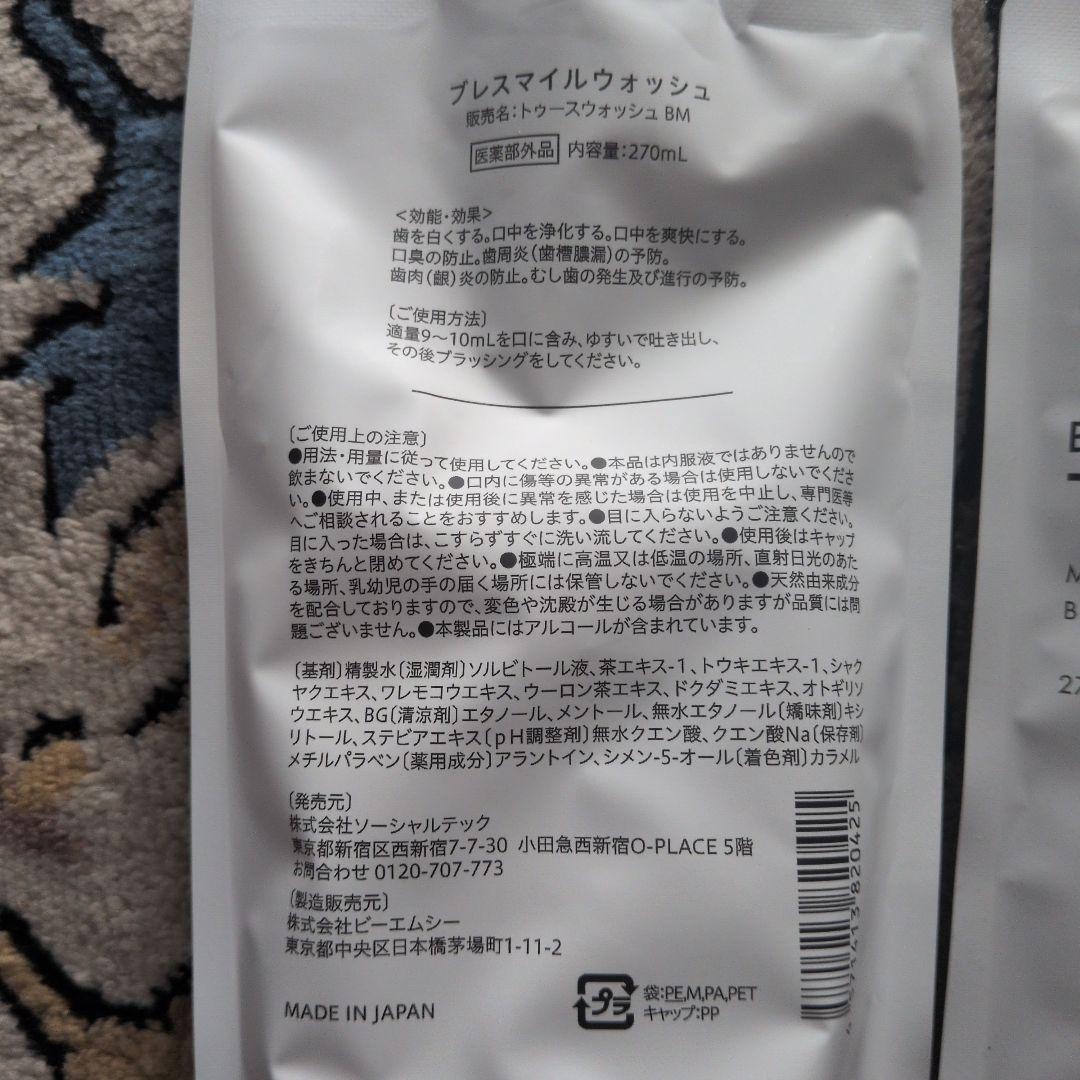 ブレスマイルウォッシュ
販売名:トゥースウォッシュ BM
医薬部外品 内容量:270mL
<効能・効果>
歯を白くする。口中を浄化する。口中を爽快にする。
口臭の防止。歯周炎(歯槽膿漏)の予防。
歯肉(齦)炎の防止。むし歯の発生及び進行の予防。
〔ご使用方法〕
適量9〜10mLを口に含み、ゆすいで吐き出し、
その後ブラッシングをしてください。
〔ご使用上の注意〕
●用法・用量に従って使用してください。●本品は内服液ではありませんので
飲まないでください。●口内に傷等の異常がある場合は使用しないでくださ
い。●使用中、または使用後に異常を感じた場合は使用を中止し、専門医等
へご相談されることをおすすめします。●目に入らないようご注意ください。
目に入った場合は、こすらずすぐに洗い流してください。●使用後はキャップ
をきちんと閉めてください。●極端に高温又は低温の場所、直射日光のあた
る場所、乳幼児の手の届く場所には保管しないでください。●天然由来成分
を配合しておりますので、変色や沈殿が生じる場合がありますが品質には問
題ございません。●本製品にはアルコールが含まれています。
〔基剤〕精製水〔湿潤剤〕ソルビトール液、茶エキス-1、トウキエキス-1、シャク
ヤクエキス、ワレモコウエキス、ウーロン茶エキス、ドクダミエキス、オトギリソ
ウエキス、BG〔清涼剤〕エタノール、メントール、無水エタノール〔矯味剤〕キシ
リトール、ステビアエキス〔pH調整剤〕無水クエン酸、クエン酸Na〔保存剤〕
メチルパラベン〔薬用成分〕アラントイン、シメン-5-オール〔着色剤〕カラメル
〔発売元〕
株式会社ソーシャルテック
東京都新宿区西新宿7-7-30 小田急西新宿O-PLACE 5階
お問合わせ 0120-707-773
〔製造販売元〕
株式会社ビーエムシー
東京都中央区日本橋茅場町1-11-2
MADE IN JAPAN
プラ 袋:PE,M,PA,PET
キャップ:PP